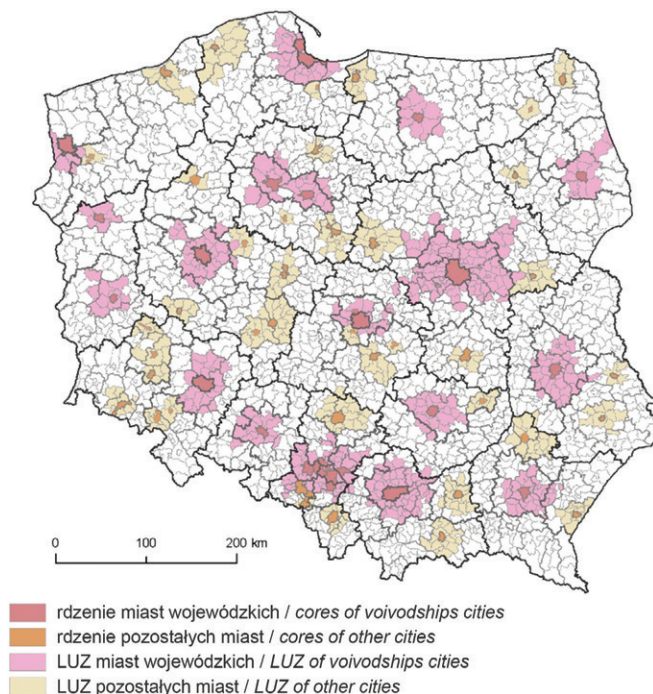 0 100 200 km
rdzenie miast wojewódzkich / cores of voivodships cities
rdzenie pozostałych miast / cores of other cities
LUZ miast wojewódzkich / LUZ of voivodships cities
LUZ pozostałych miast / LUZ of other cities